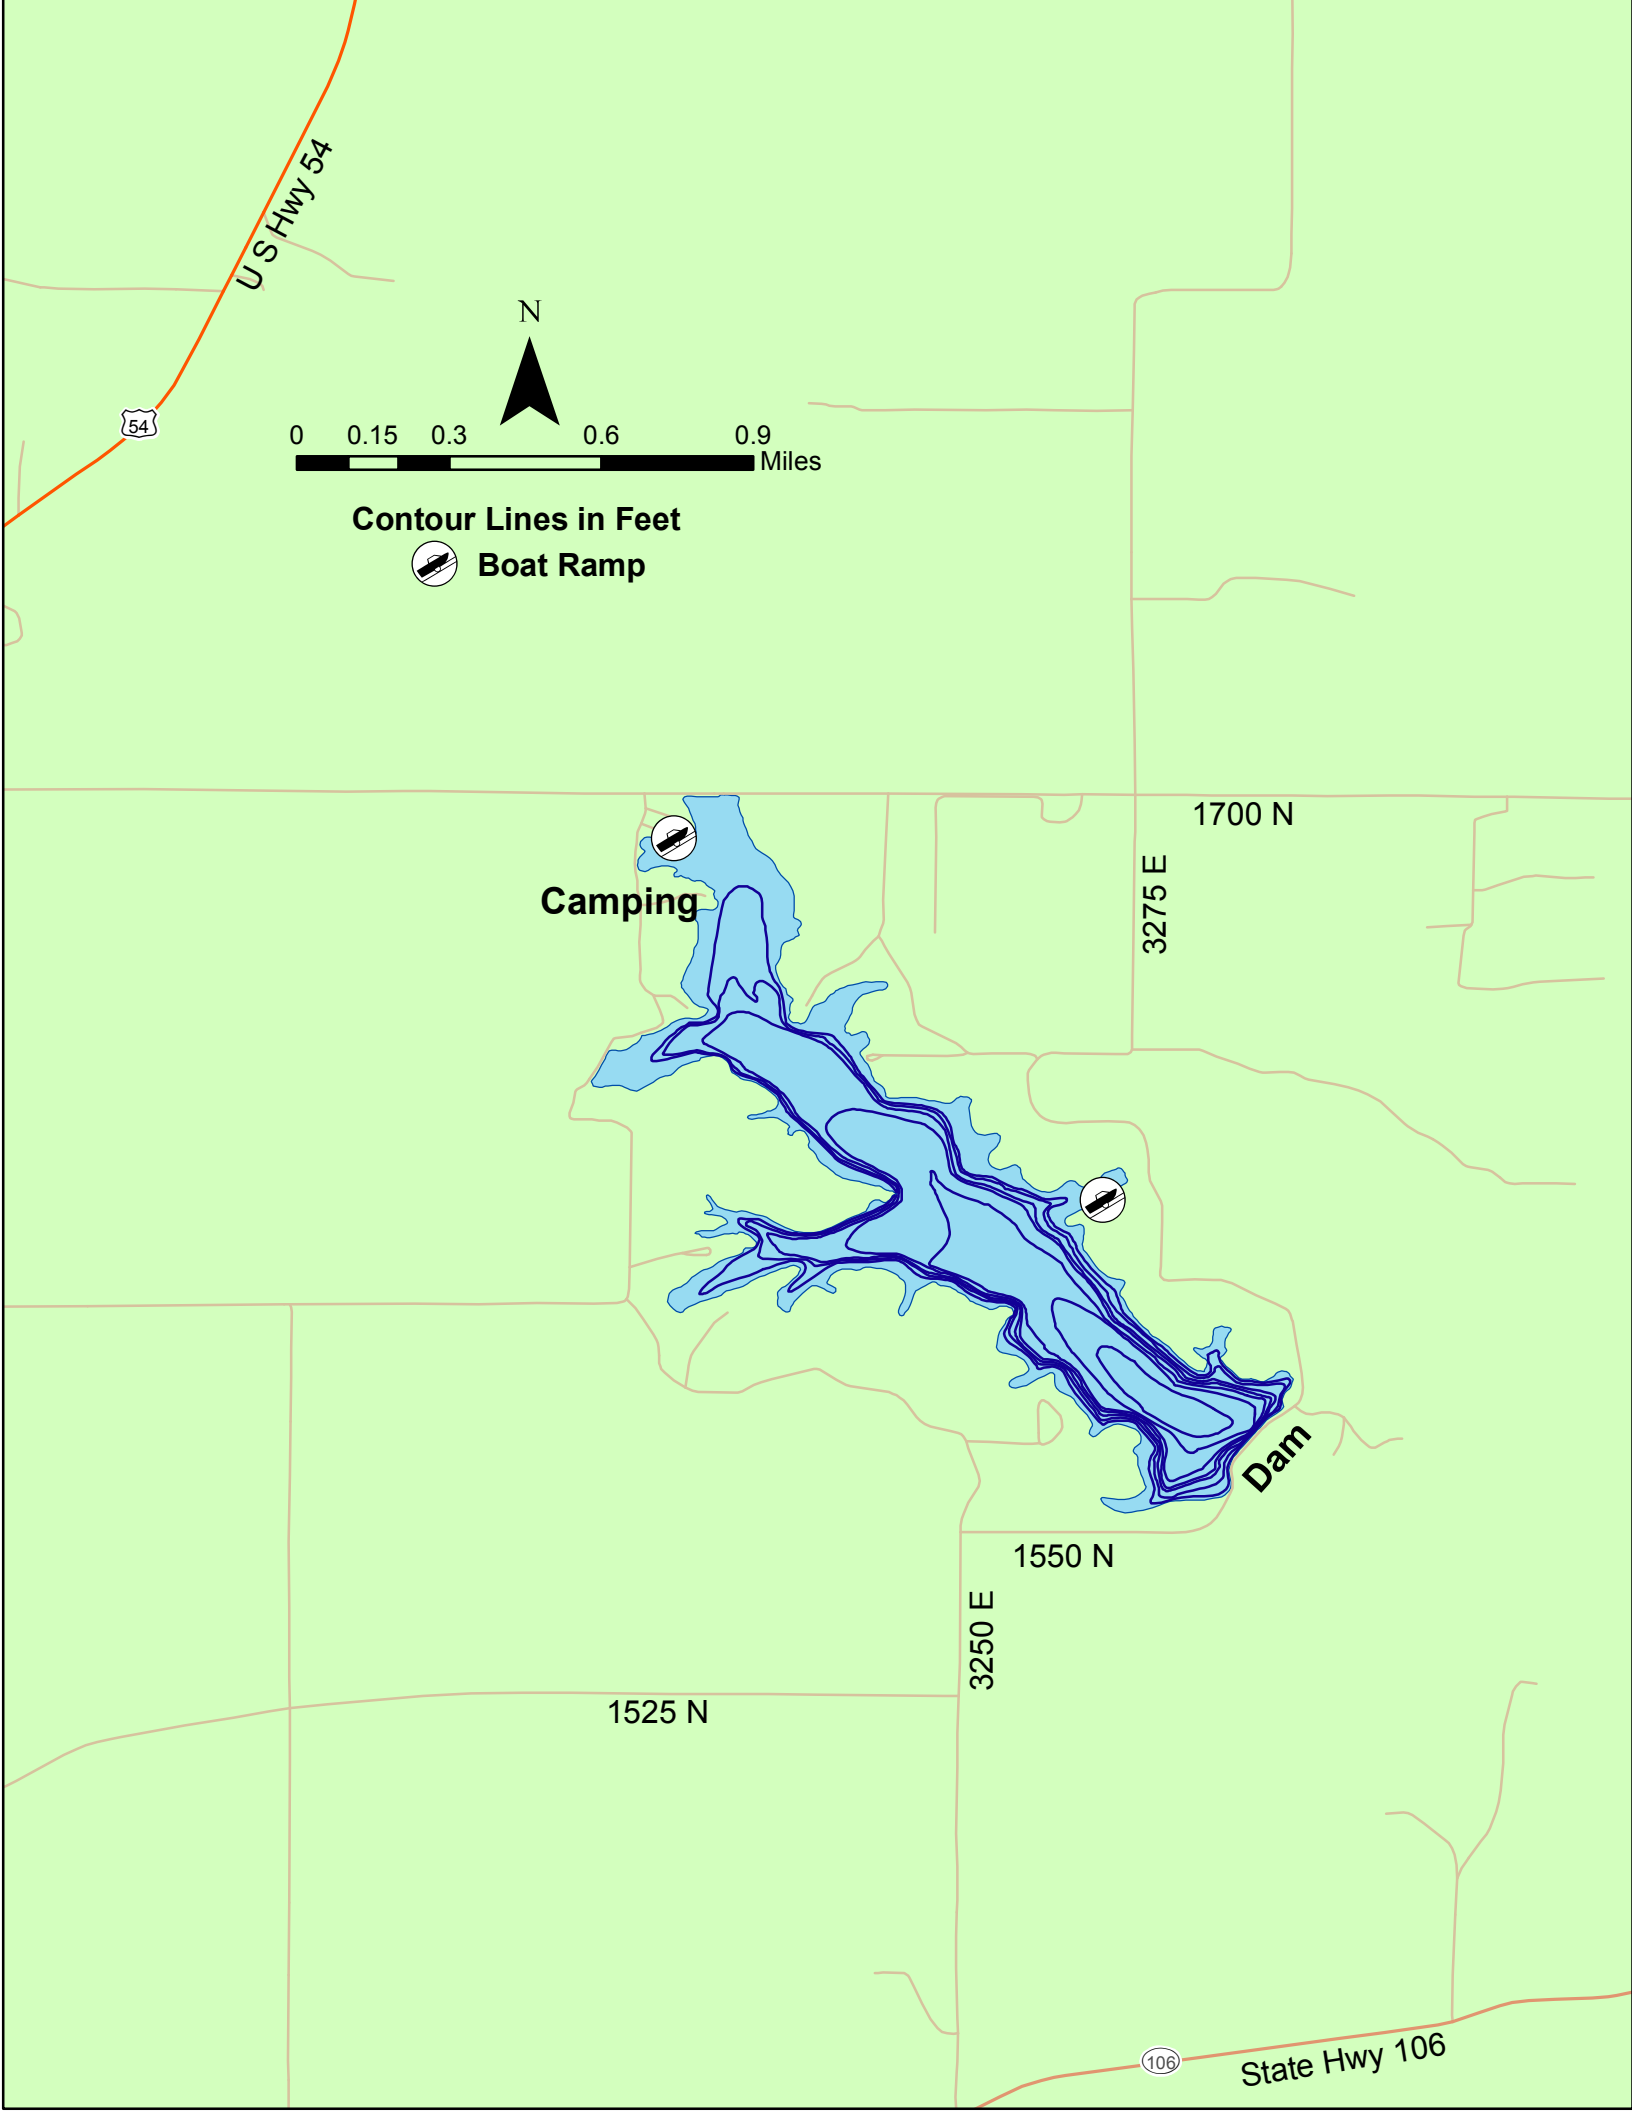 U S Hwy 54
N
54
0 0.15 0.3 0.6 0.9
Miles
Contour Lines in Feet
Boat Ramp
1700 N
3275 E
Camping
Dam
1550 N
3250 E
1525 N
106
State Hwy 106